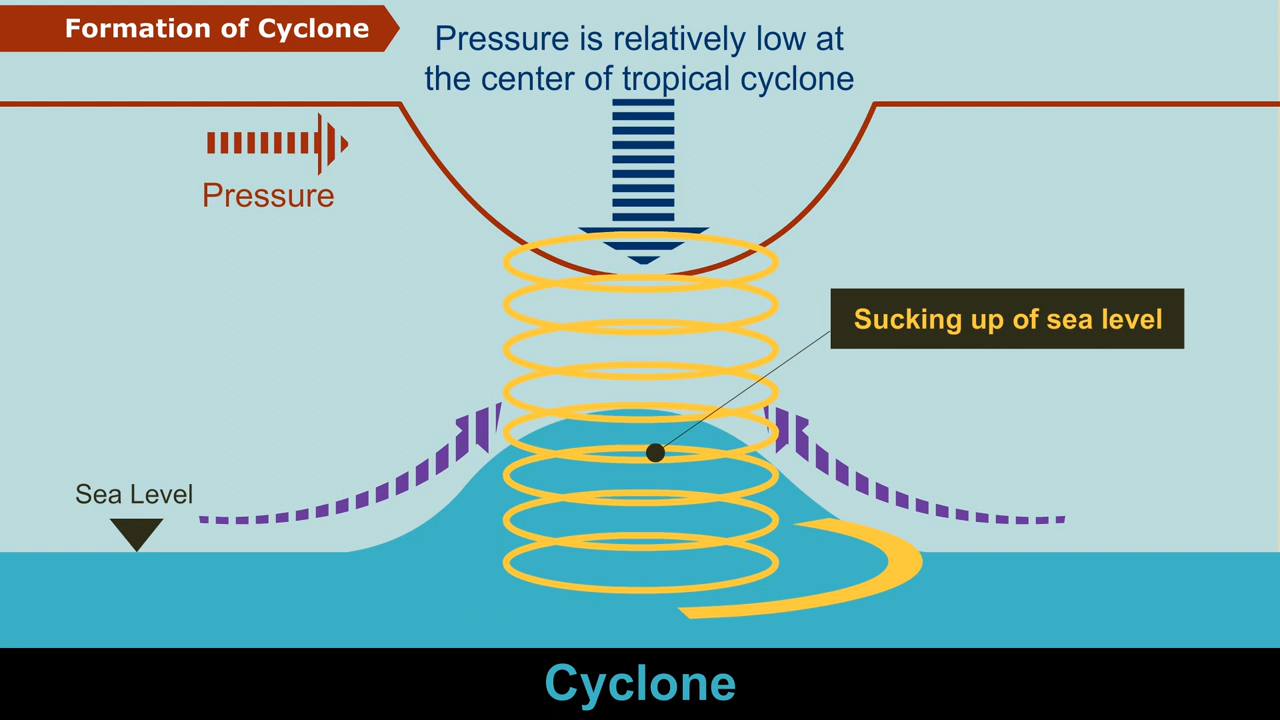 Formation of Cyclone
Pressure is relatively low at
the center of tropical cyclone
Pressure
Sucking up of sea level
Sea Level
Cyclone